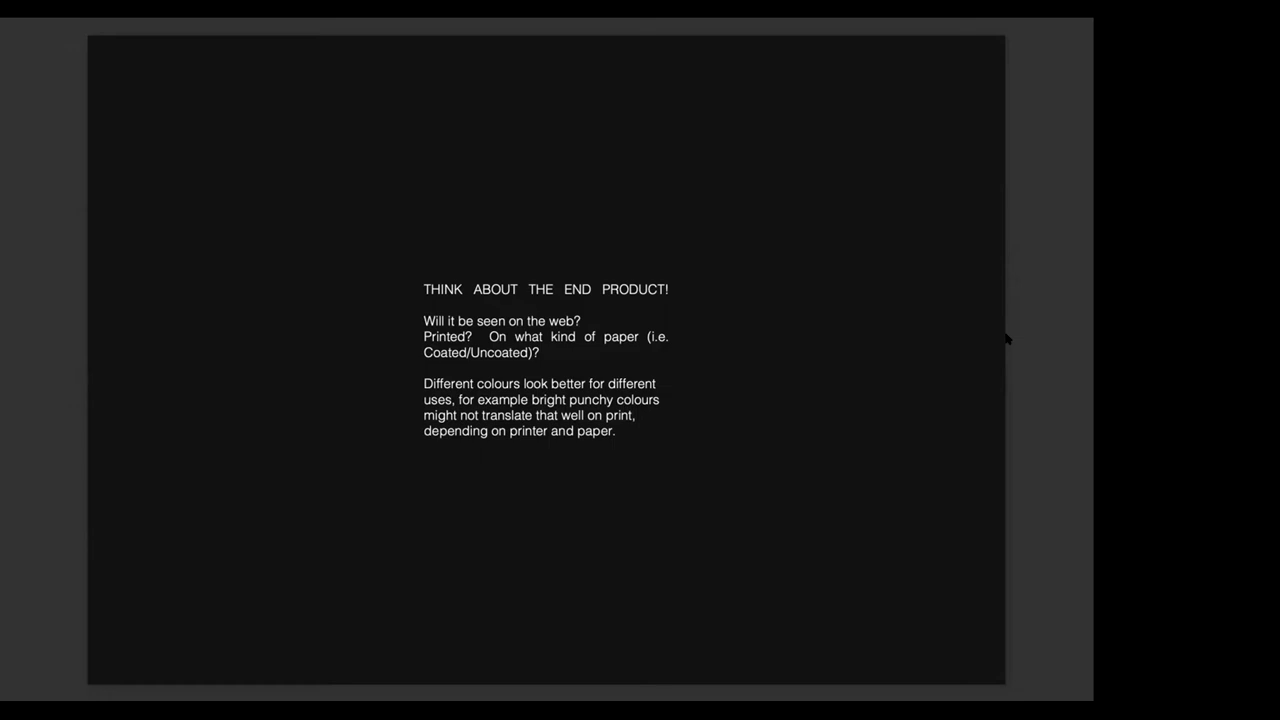 THINK ABOUT THE END PRODUCT!
Will it be seen on the web?
Printed? On what kind of paper (i.e.
Coated/Uncoated)?
Different colours look better for different
uses, for example bright punchy colours
might not translate that well on print,
depending on printer and paper.